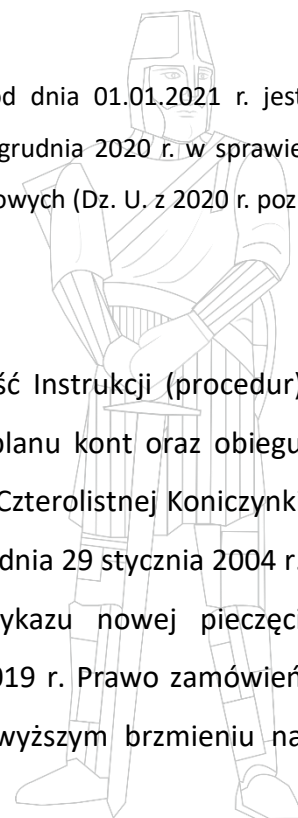 od dnia 01.01.2021 r. jest
grudnia 2020 r. w sprawie
owych (Dz. U. z 2020 r. poz
ść Instrukcji (procedur)
planu kont oraz obiegu
Czterolistnej Koniczynki
dnia 29 stycznia 2004 r.
ykazu nowej pieczęci
019 r. Prawo zamówień
wyższym brzmieniu na